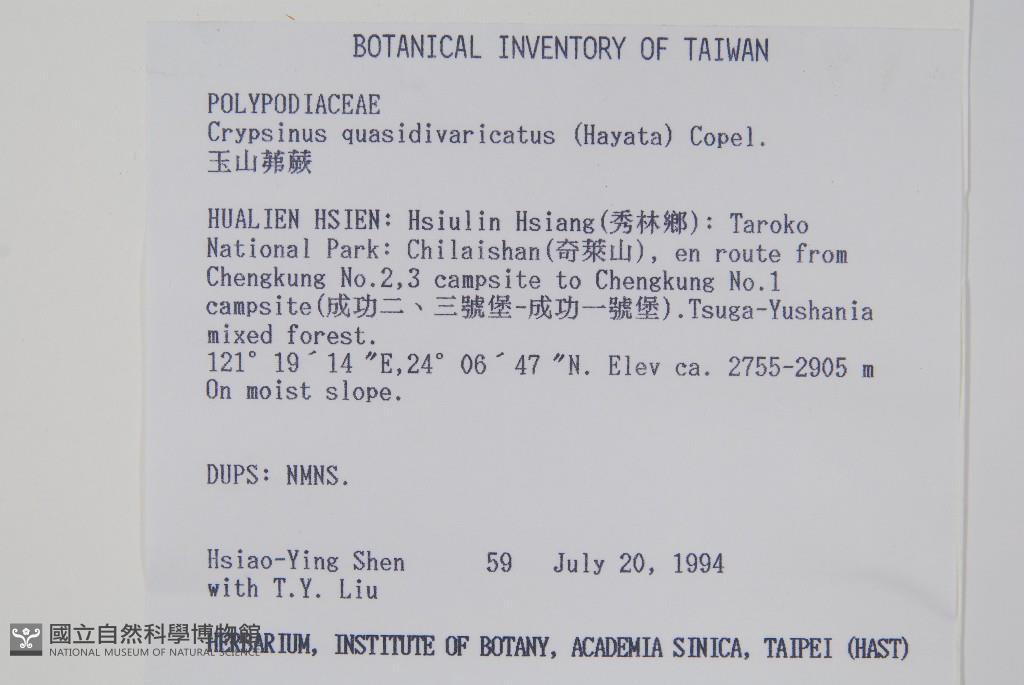 BOTANICAL INVENTORY OF TAIWAN
POLYPODIACEAE
Crypsinus quasidivaricatus (Hayata) Copel.
玉山茀蕨
HUALIEN HSIEN: Hsiulin Hsiang(秀林鄉): Taroko
National Park: Chilaishan(奇萊山), en route from
Chengkung No.2,3 campsite to Chengkung No.1
campsite(成功二、三號堡-成功一號堡).Tsuga-Yushania
mixed forest.
121° 19´14 ″E,24° 06´47 ″N. Elev ca. 2755-2905 m
On moist slope.
DUPS: NMNS.
Hsiao-Ying Shen 59 July 20, 1994
with T.Y. Liu
HERBARIUM, INSTITUTE OF BOTANY, ACADEMIA SINICA, TAIPEI (HAST)
國立自然科學博物館
NATIONAL MUSEUM OF NATURAL SCIENCE